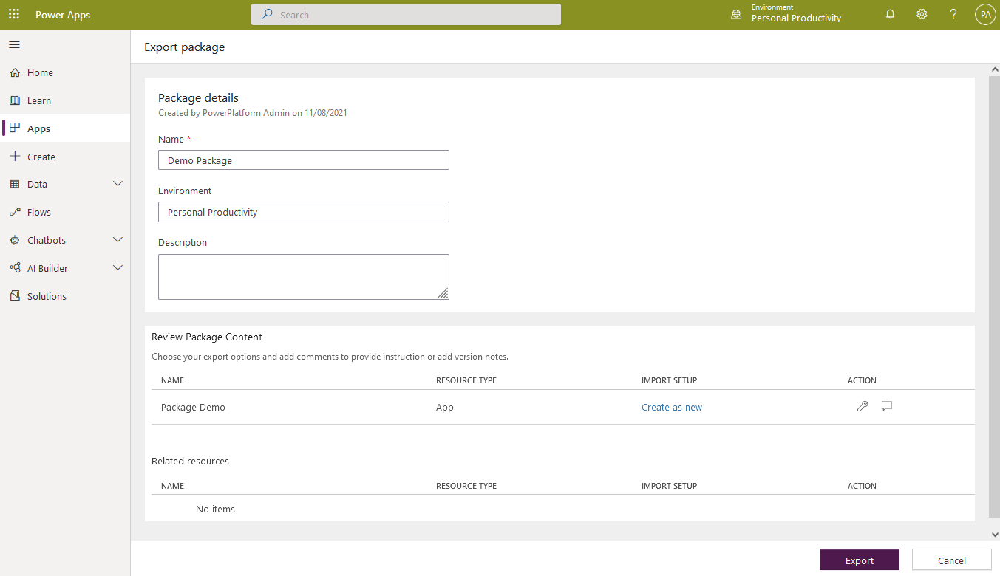 Power Apps
Search
Environment
Personal Productivity
?
PA
Export package
Home
Learn
Apps
Create
Data
Flows
Chatbots
AI Builder
Solutions
Package details
Created by PowerPlatform Admin on 11/08/2021
Name *
Demo Package
Environment
Personal Productivity
Description
Review Package Content
Choose your export options and add comments to provide instruction or add version notes.
NAME RESOURCE TYPE IMPORT SETUP ACTION
Package Demo App Create as new
Related resources
NAME RESOURCE TYPE IMPORT SETUP ACTION
No items
Export Cancel